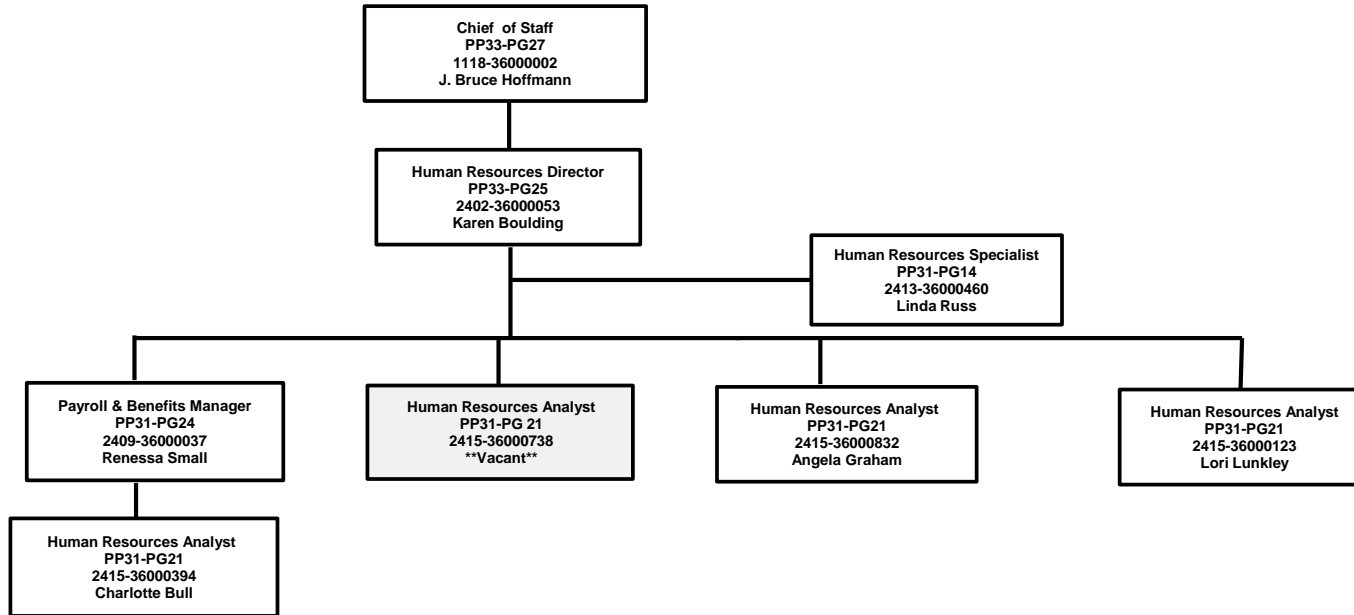 Chief of Staff
PP33-PG27
1118-36000002
J. Bruce Hoffmann
Human Resources Director
PP33-PG25
2402-36000053
Karen Boulding
Human Resources Specialist
PP31-PG14
2413-36000460
Linda Russ
Payroll & Benefits Manager
PP31-PG24
2409-36000037
Renessa Small
Human Resources Analyst
PP31-PG 21
2415-36000738
**Vacant**
Human Resources Analyst
PP31-PG21
2415-36000832
Angela Graham
Human Resources Analyst
PP31-PG21
2415-36000123
Lori Lunkley
Human Resources Analyst
PP31-PG21
2415-36000394
Charlotte Bull